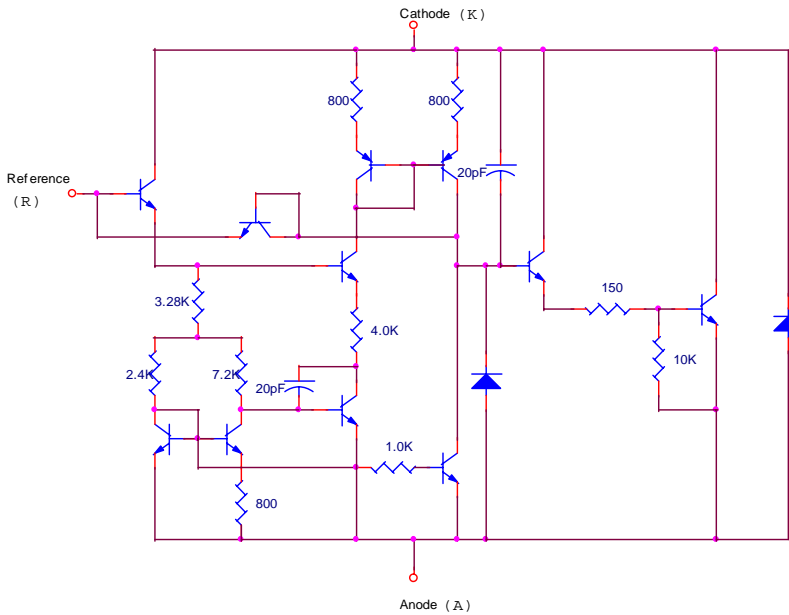 Cathode (K)
800
800
20pF
Reference
(R)
3.28K
150
4.0K
2.4K
7.2K
20pF
10K
1.0K
800
Anode (A)